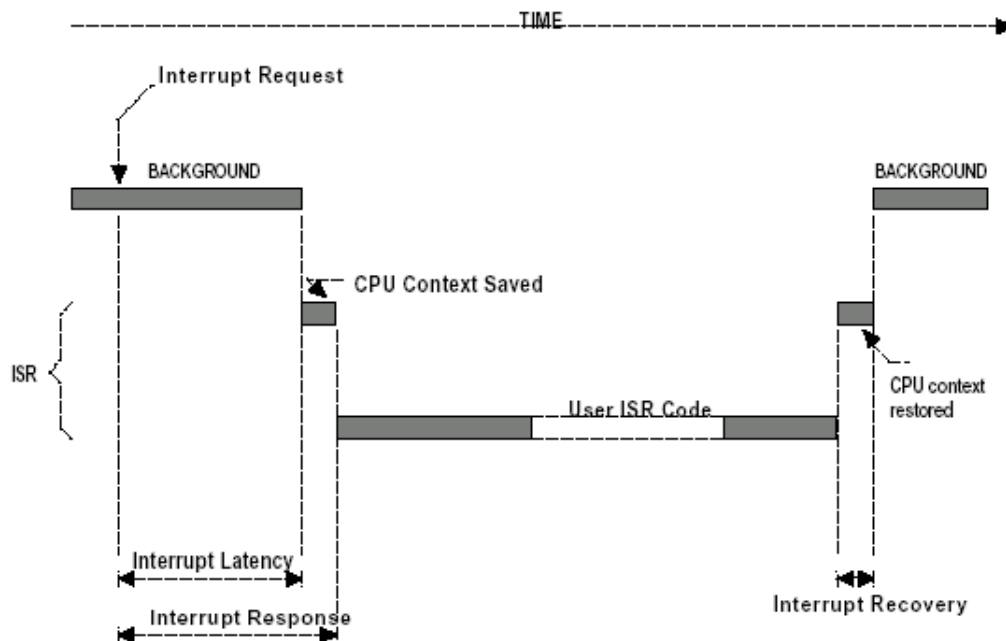 TIME
Interrupt Request
BACKGROUND
BACKGROUND
CPU Context Saved
ISR
CPU context
restored
User ISR Code
Interrupt Latency
Interrupt Recovery
Interrupt Response